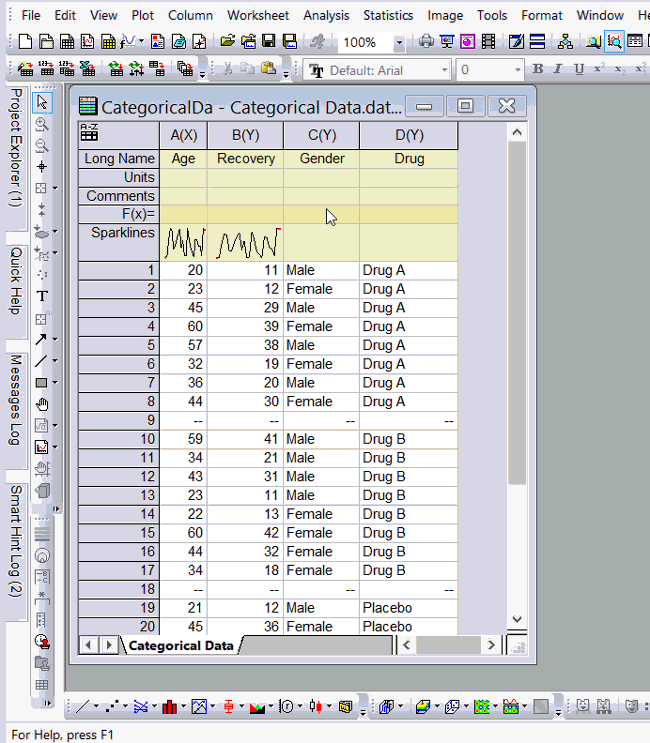 File Edit View Plot Column Worksheet Analysis Statistics Image Tools Format Window He
100%
Default: Arial 0 B I U x² x₂
Project Explorer (1)
Quick Help
Messages Log
Smart Hint Log (2)
T
CategoricalDa - Categorical Data.dat...
A-Z A(X) B(Y) C(Y) D(Y)
Long Name Age Recovery Gender Drug
Units
Comments
F(x)=
Sparklines
1 20 11 Male Drug A
2 23 12 Female Drug A
3 45 29 Male Drug A
4 60 39 Female Drug A
5 57 38 Male Drug A
6 32 19 Female Drug A
7 36 20 Male Drug A
8 44 30 Female Drug A
9 -- -- -- --
10 59 41 Male Drug B
11 34 21 Male Drug B
12 43 31 Male Drug B
13 23 11 Male Drug B
14 22 13 Female Drug B
15 60 42 Female Drug B
16 44 32 Female Drug B
17 34 18 Female Drug B
18 -- -- -- --
19 21 12 Male Placebo
20 45 36 Female Placebo
Categorical Data
For Help, press F1